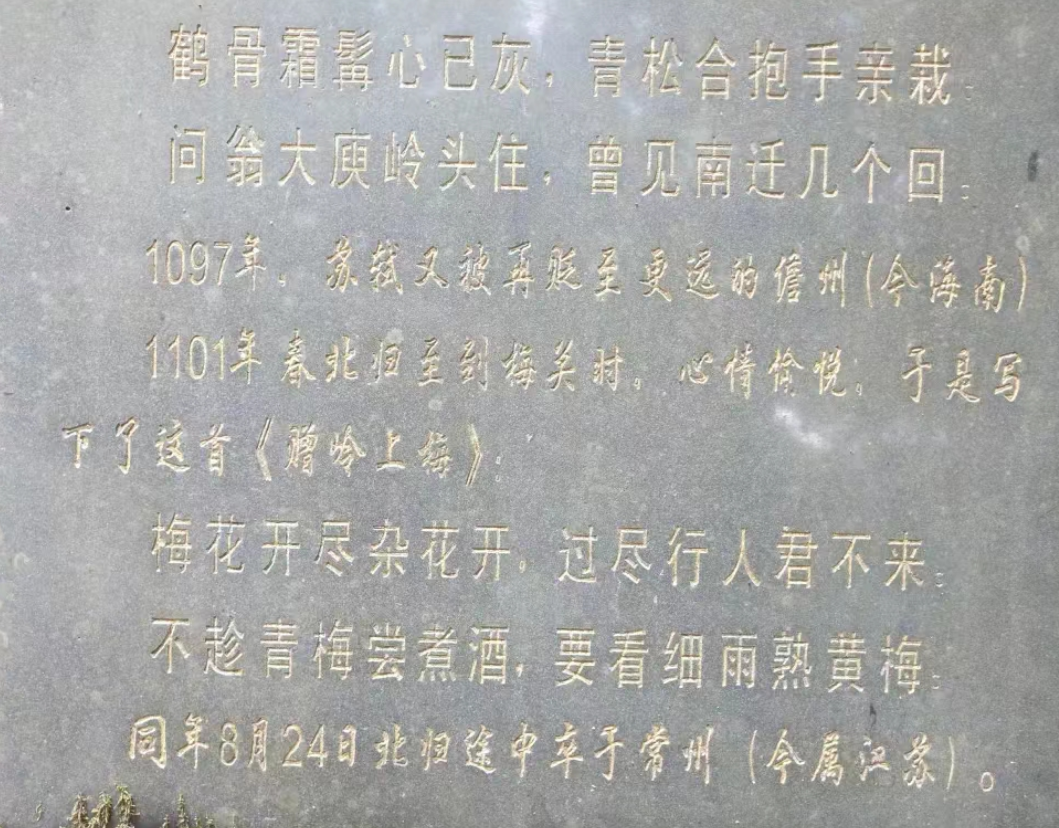 鹤骨霜髯心已灰，青松合抱手亲栽；
问翁大庾岭头住，曾见南迁几个回；
1097年，苏轼又被再贬至更远的儋州（今海南）
1101年春北归至到梅关时，心情愉悦，于是写
下了这首《赠岭上梅》：
梅花开尽杂花开，过尽行人君不来；
不趁青梅尝煮酒，要看细雨熟黄梅；
同年8月24日北归途中卒于常州（今属江苏）。